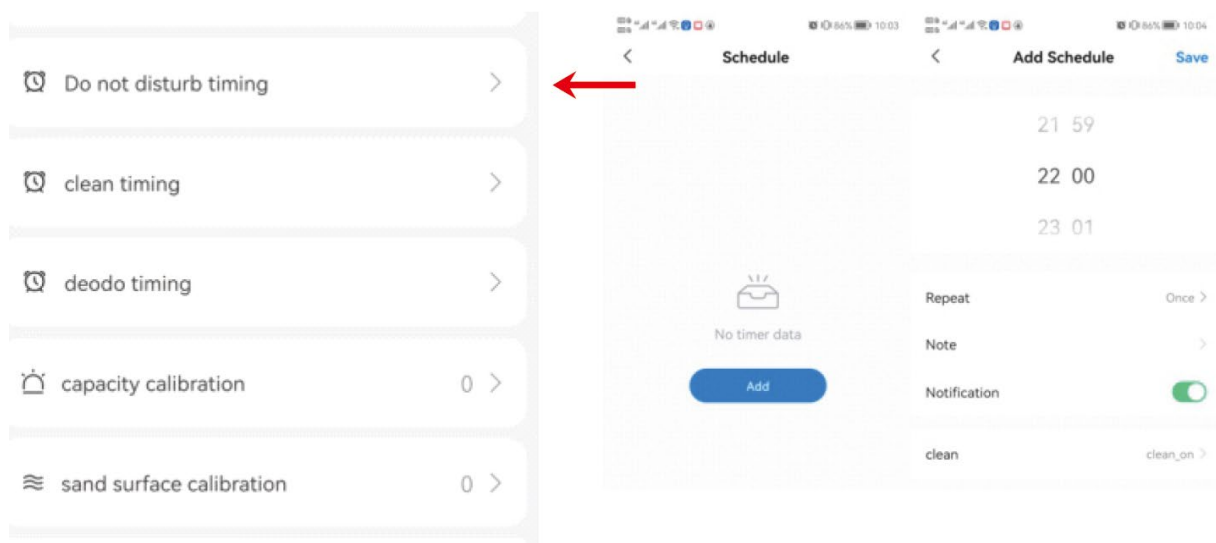 Do not disturb timing
clean timing
deodo timing
capacity calibration 0
sand surface calibration 0
86% 10:03
Schedule
No timer data
Add
86% 10:04
Add Schedule Save
21 59
22 00
23 01
Repeat Once
Note
Notification
clean clean_on